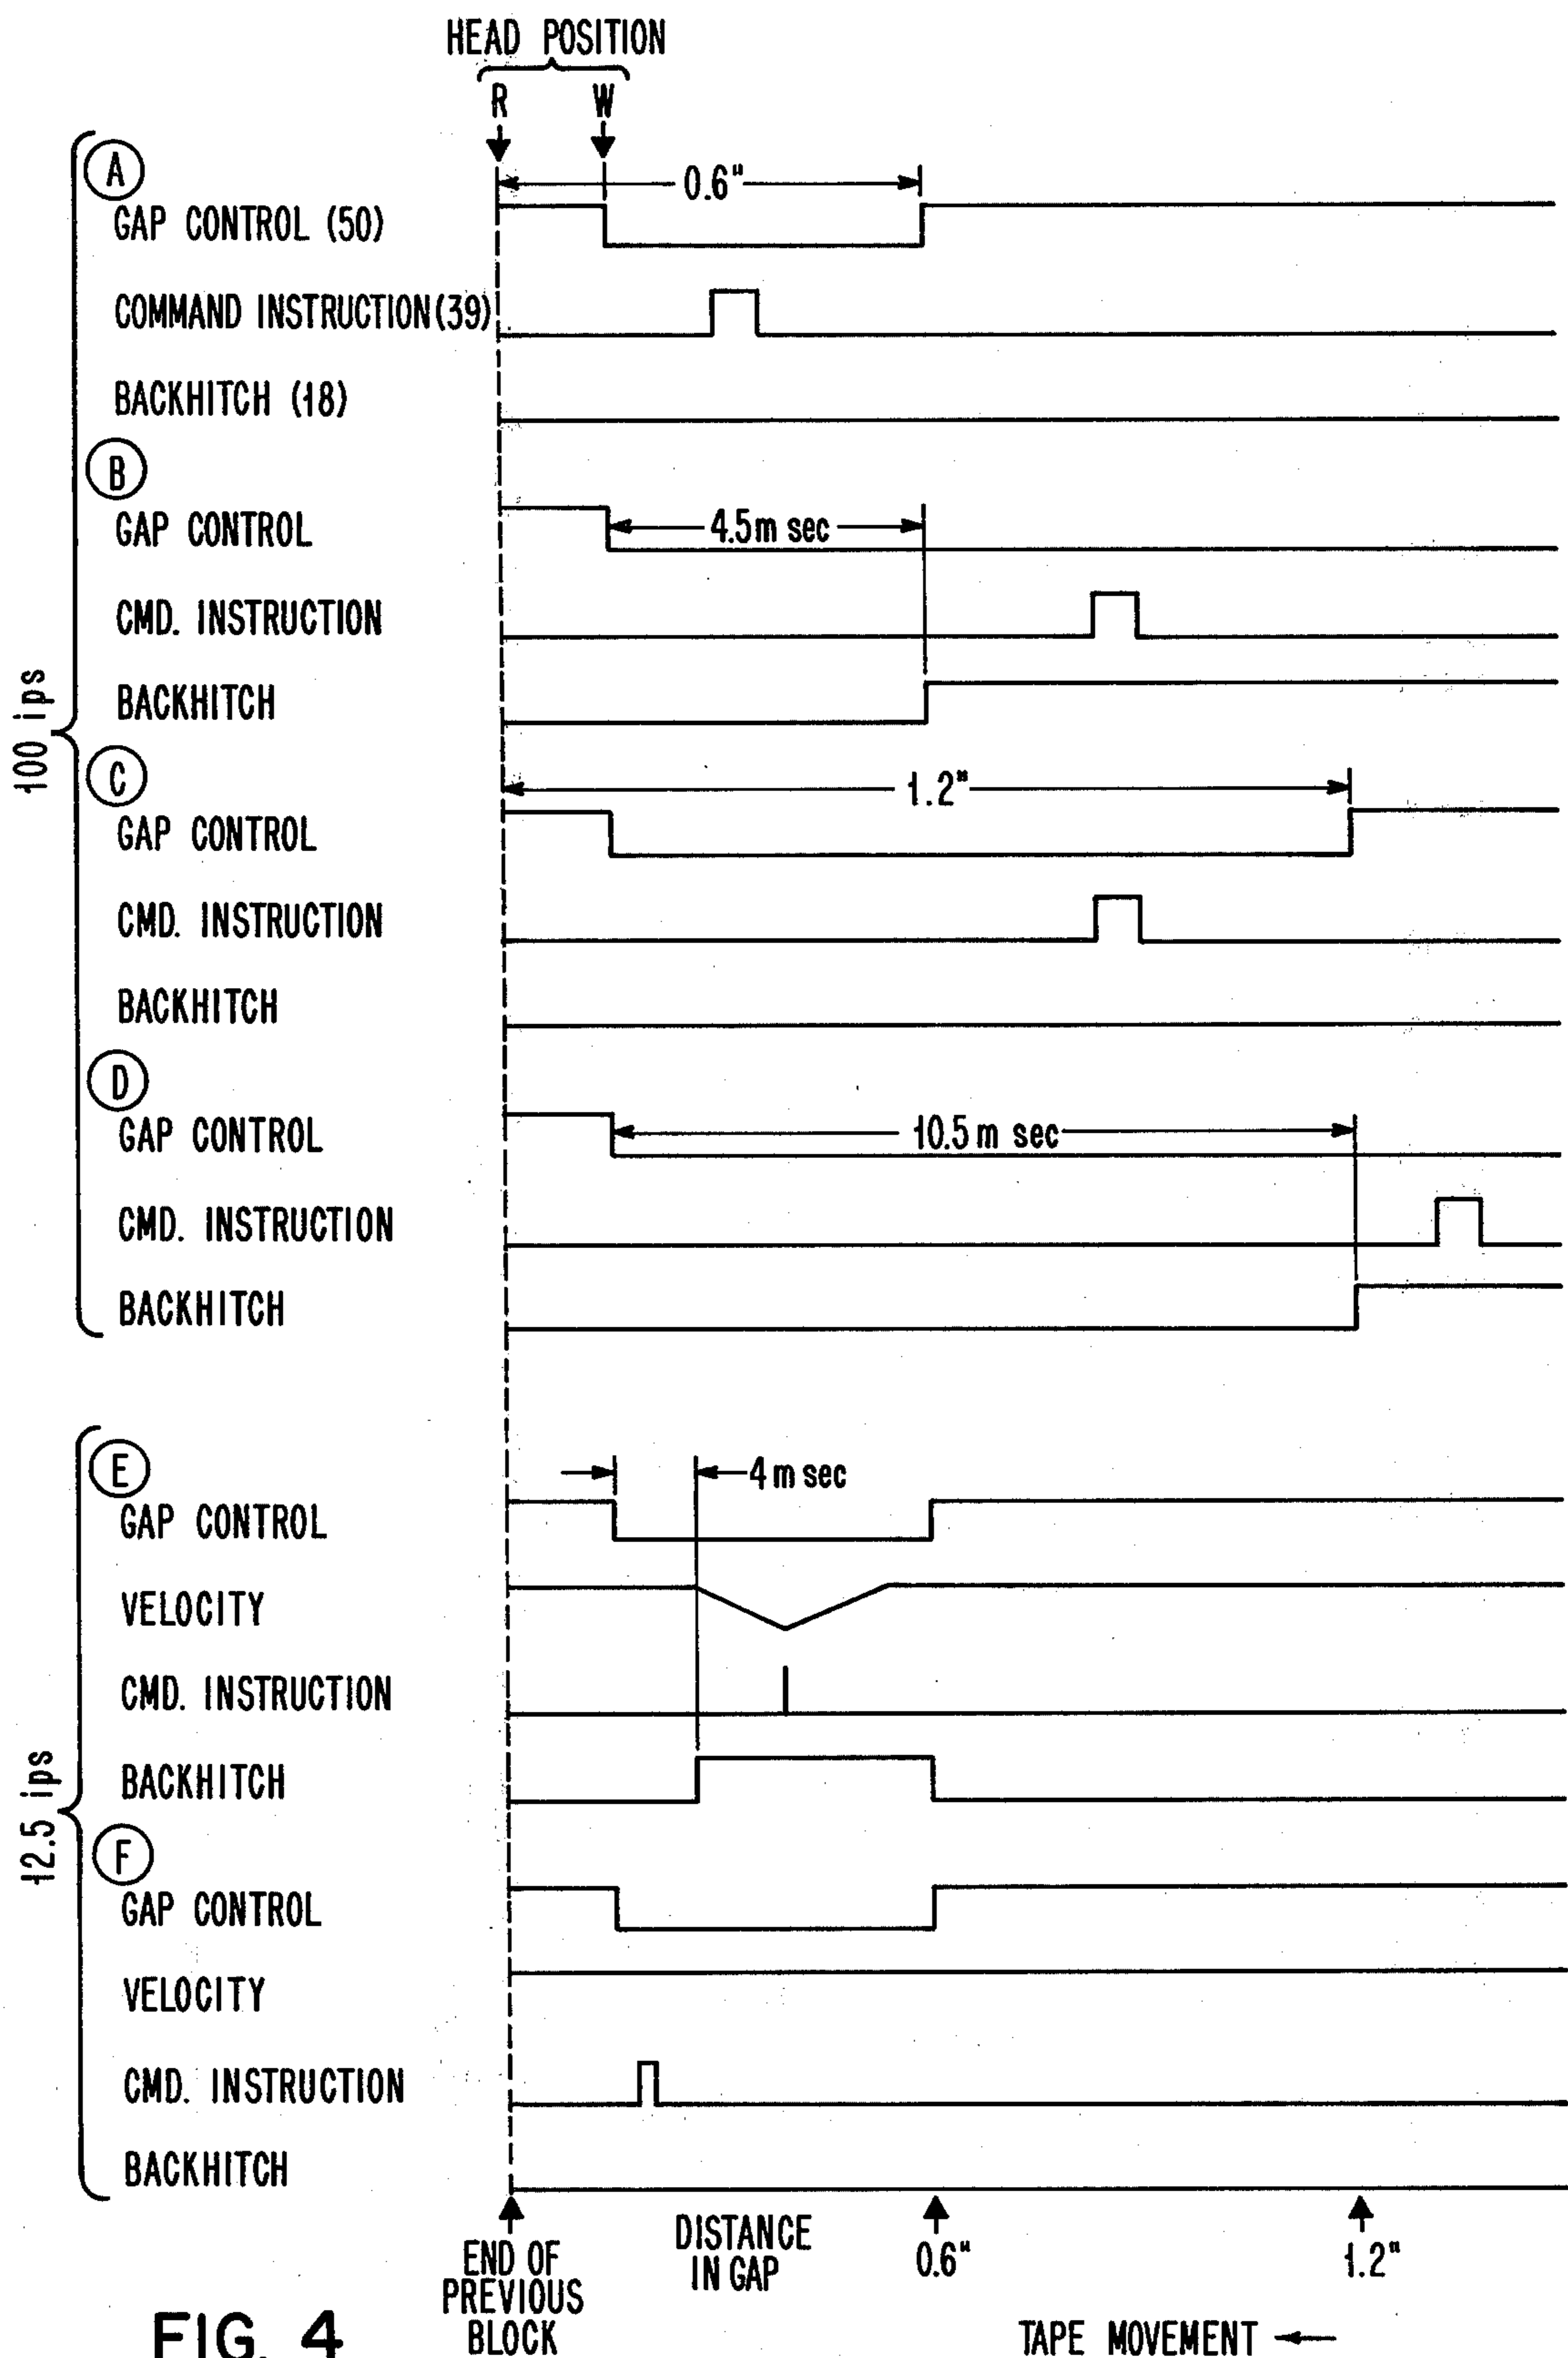 HEAD POSITION
R W
100 ips
A
0.6"
GAP CONTROL (50)
COMMAND INSTRUCTION (39)
BACKHITCH (18)
B
GAP CONTROL
4.5 m sec
CMD. INSTRUCTION
BACKHITCH
C
1.2"
GAP CONTROL
CMD. INSTRUCTION
BACKHITCH
D
GAP CONTROL
10.5 m sec
CMD. INSTRUCTION
BACKHITCH
12.5 ips
E
4 m sec
GAP CONTROL
VELOCITY
CMD. INSTRUCTION
BACKHITCH
F
GAP CONTROL
VELOCITY
CMD. INSTRUCTION
BACKHITCH
END OF
PREVIOUS
BLOCK
DISTANCE
IN GAP
0.6"
1.2"
TAPE MOVEMENT ←
FIG. 4